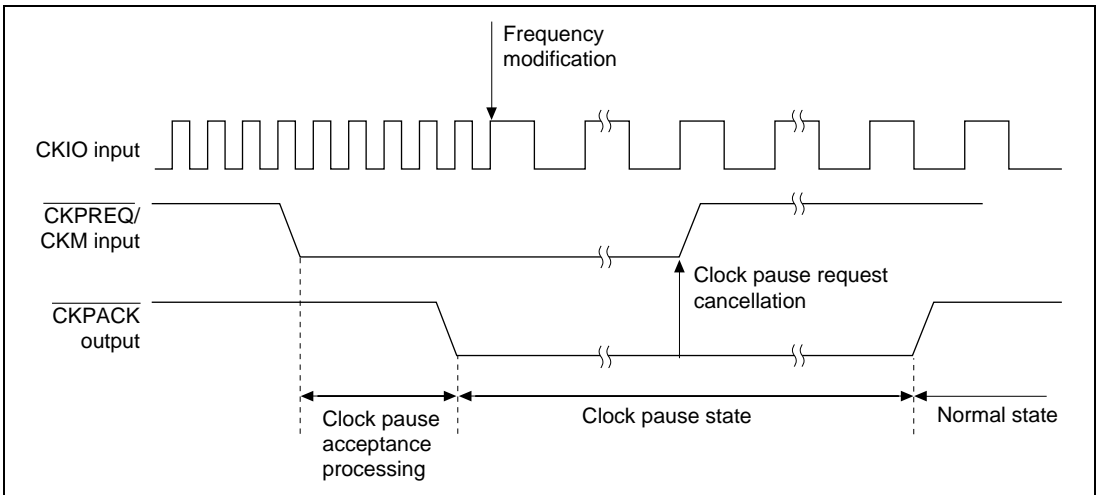 Frequency
modification
CKIO input
CKPREQ/
CKM input
Clock pause request
cancellation
CKPACK
output
Clock pause
acceptance
processing
Clock pause state
Normal state